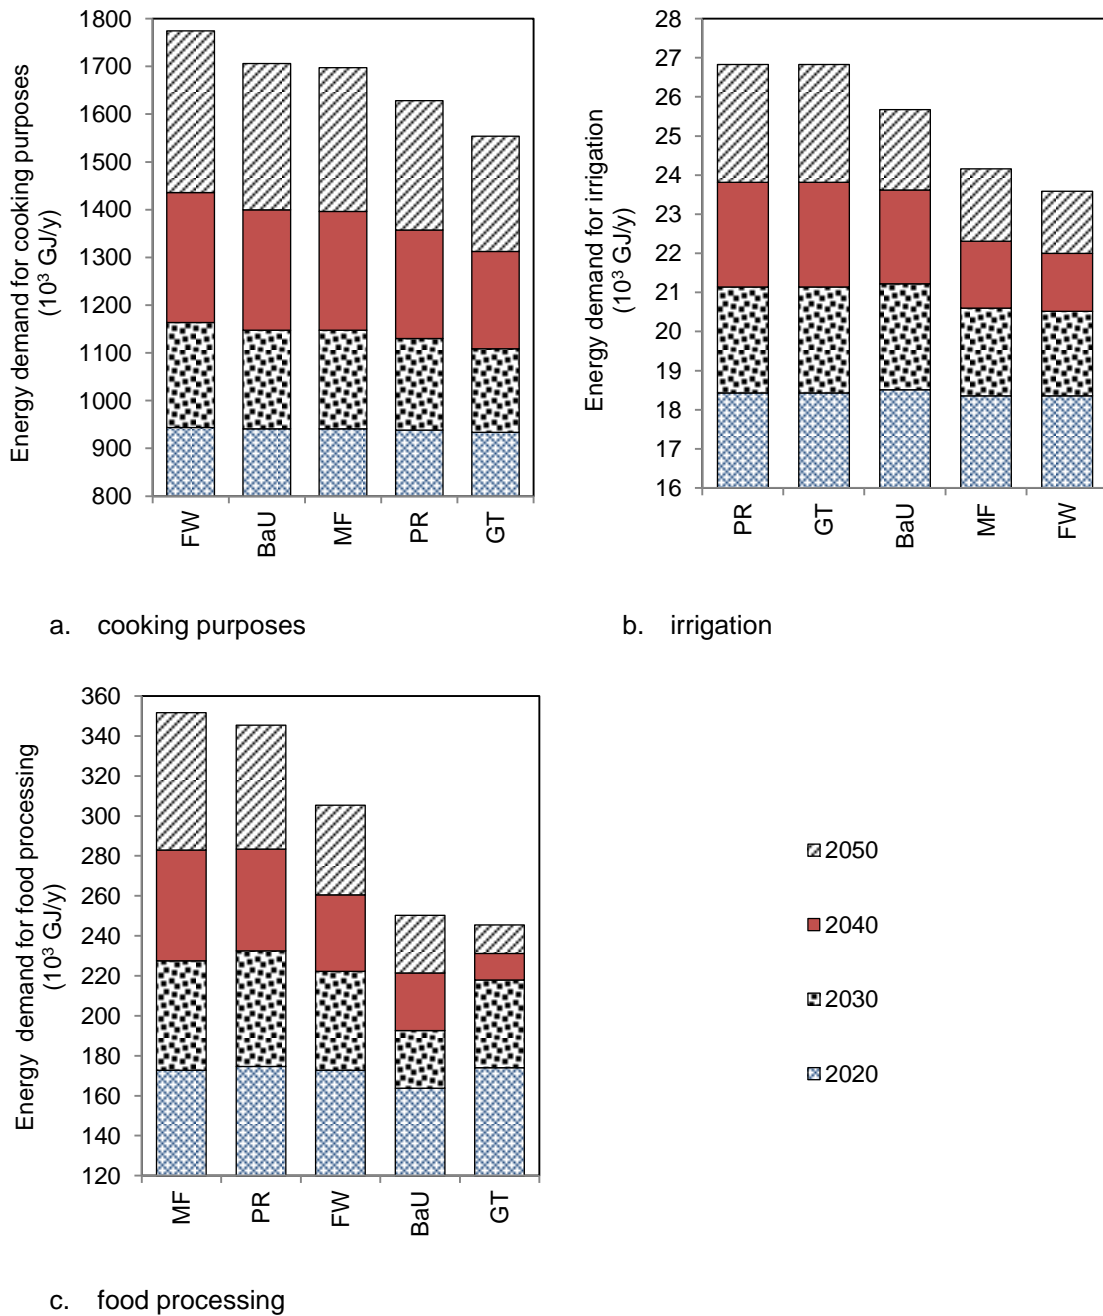 Energy demand for cooking purposes
(10³ GJ/y)
1800
1700
1600
1500
1400
1300
1200
1100
1000
900
800
FW
BaU
MF
PR
GT
a. cooking purposes
Energy demand for irrigation
(10³ GJ/y)
28
27
26
25
24
23
22
21
20
19
18
17
16
PR
GT
BaU
MF
FW
b. irrigation
Energy demand for food processing
(10³ GJ/y)
360
340
320
300
280
260
240
220
200
180
160
140
120
MF
PR
FW
BaU
GT
c. food processing
2050
2040
2030
2020